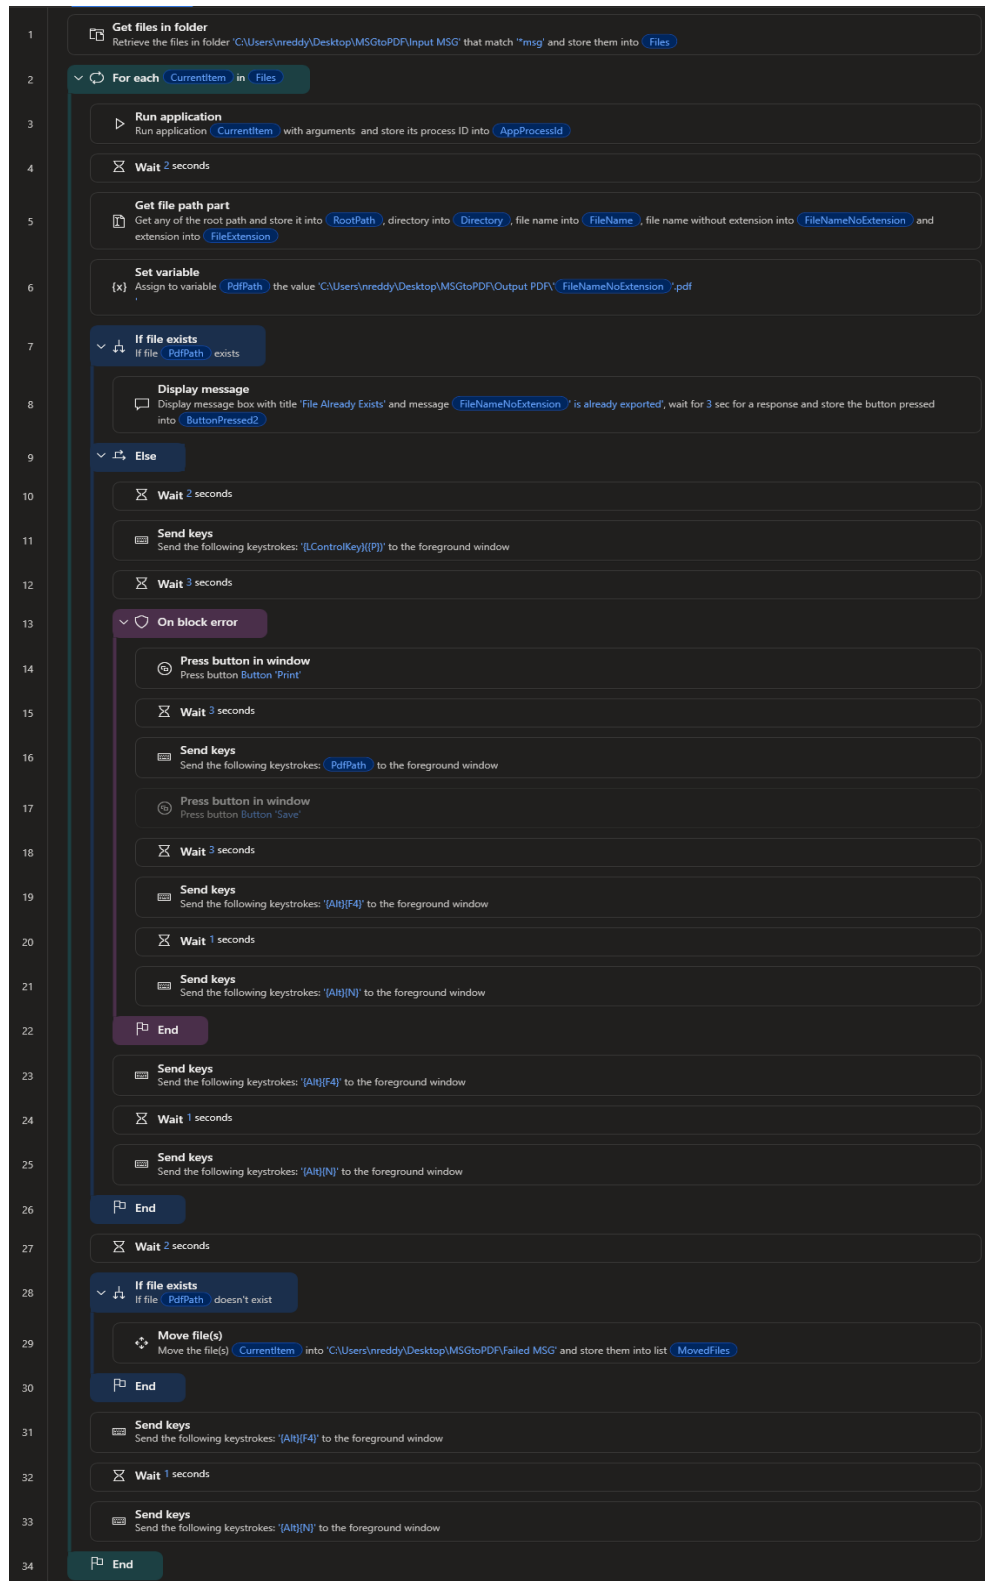 1
Get files in folder
Retrieve the files in folder 'C:\Users\nreddy\Desktop\MSGtoPDF\Input MSG' that match '*msg' and store them into Files
2
For each CurrentItem in Files
3
Run application
Run application CurrentItem with arguments and store its process ID into AppProcessId
4
Wait 2 seconds
5
Get file path part
Get any of the root path and store it into RootPath , directory into Directory , file name into FileName , file name without extension into FileNameNoExtension and
extension into FileExtension
6
Set variable
{x} Assign to variable PdfPath the value 'C:\Users\nreddy\Desktop\MSGtoPDF\Output PDF\' FileNameNoExtension '.pdf
'
7
If file exists
If file PdfPath exists
8
Display message
Display message box with title 'File Already Exists' and message FileNameNoExtension ' is already exported', wait for 3 sec for a response and store the button pressed
into ButtonPressed2
9
Else
10
Wait 2 seconds
11
Send keys
Send the following keystrokes: '{LControlKey}({P})' to the foreground window
12
Wait 3 seconds
13
On block error
14
Press button in window
Press button Button 'Print'
15
Wait 3 seconds
16
Send keys
Send the following keystrokes: PdfPath to the foreground window
17
Press button in window
Press button Button 'Save'
18
Wait 3 seconds
19
Send keys
Send the following keystrokes: '{Alt}{F4}' to the foreground window
20
Wait 1 seconds
21
Send keys
Send the following keystrokes: '{Alt}{N}' to the foreground window
22
End
23
Send keys
Send the following keystrokes: '{Alt}{F4}' to the foreground window
24
Wait 1 seconds
25
Send keys
Send the following keystrokes: '{Alt}{N}' to the foreground window
26
End
27
Wait 2 seconds
28
If file exists
If file PdfPath doesn't exist
29
Move file(s)
Move the file(s) CurrentItem into 'C:\Users\nreddy\Desktop\MSGtoPDF\Failed MSG' and store them into list MovedFiles
30
End
31
Send keys
Send the following keystrokes: '{Alt}{F4}' to the foreground window
32
Wait 1 seconds
33
Send keys
Send the following keystrokes: '{Alt}{N}' to the foreground window
34
End